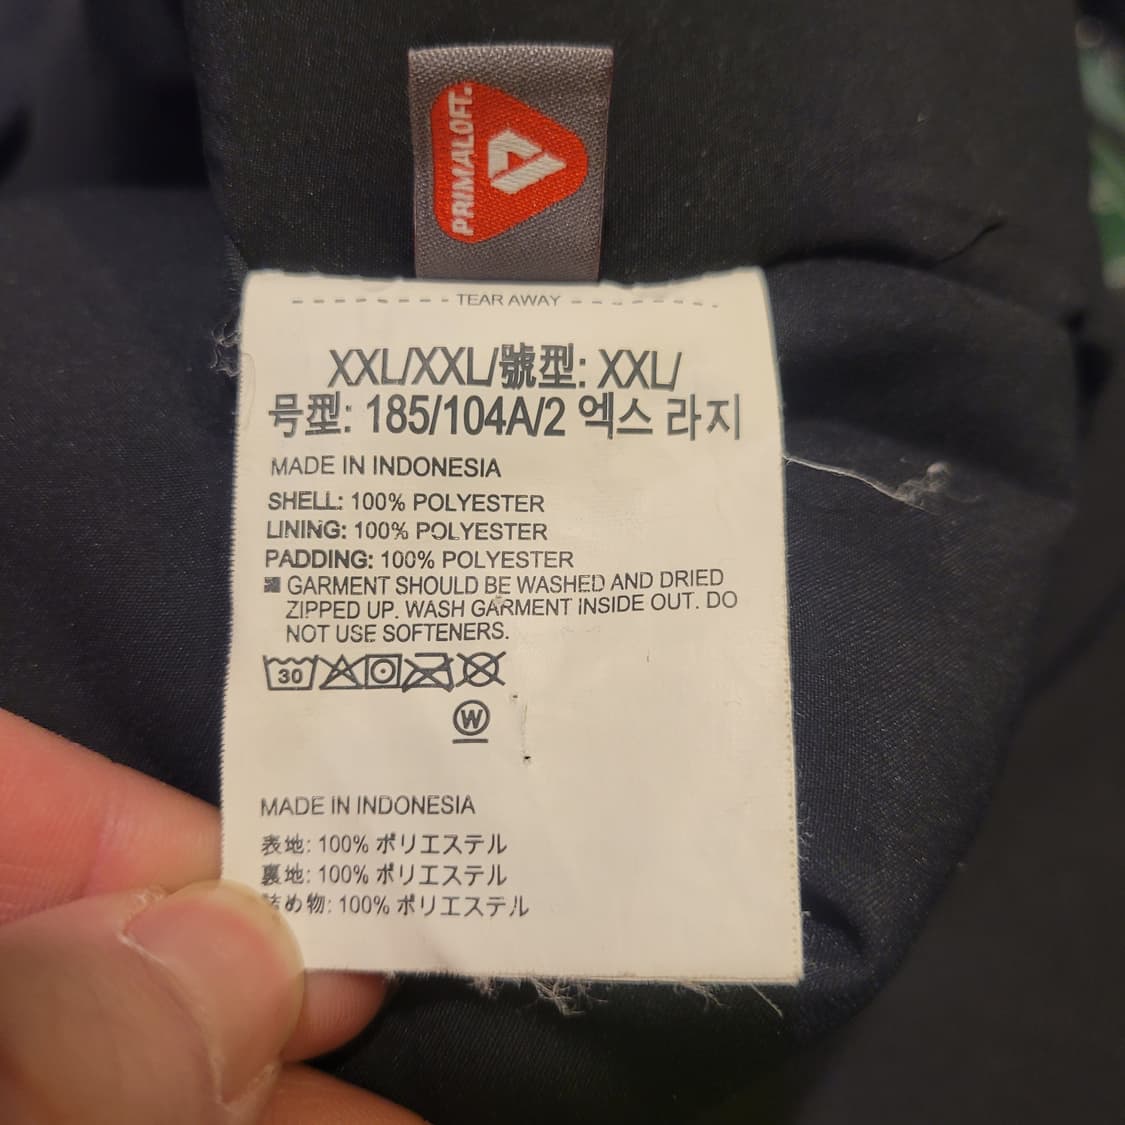 PRIMALOFT.
TEAR AWAY
XXL/XXL/號型: XXL/
号型: 185/104A/2 엑스 라지
MADE IN INDONESIA
SHELL: 100% POLYESTER
LINING: 100% POLYESTER
PADDING: 100% POLYESTER
GARMENT SHOULD BE WASHED AND DRIED
ZIPPED UP. WASH GARMENT INSIDE OUT. DO
NOT USE SOFTENERS.
30
W
MADE IN INDONESIA
表地: 100% ポリエステル
裏地: 100% ポリエステル
詰め物: 100% ポリエステル